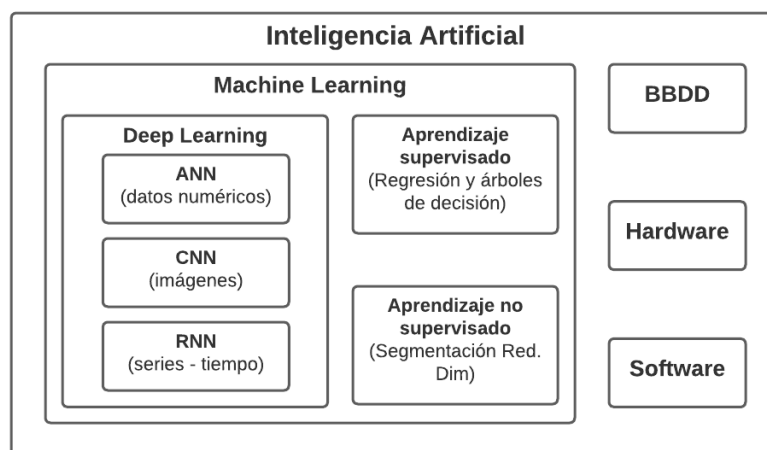 Inteligencia Artificial
Machine Learning
Deep Learning
ANN
(datos numéricos)
CNN
(imágenes)
RNN
(series - tiempo)
Aprendizaje
supervisado
(Regresión y árboles
de decisión)
Aprendizaje no
supervisado
(Segmentación Red.
Dim)
BBDD
Hardware
Software